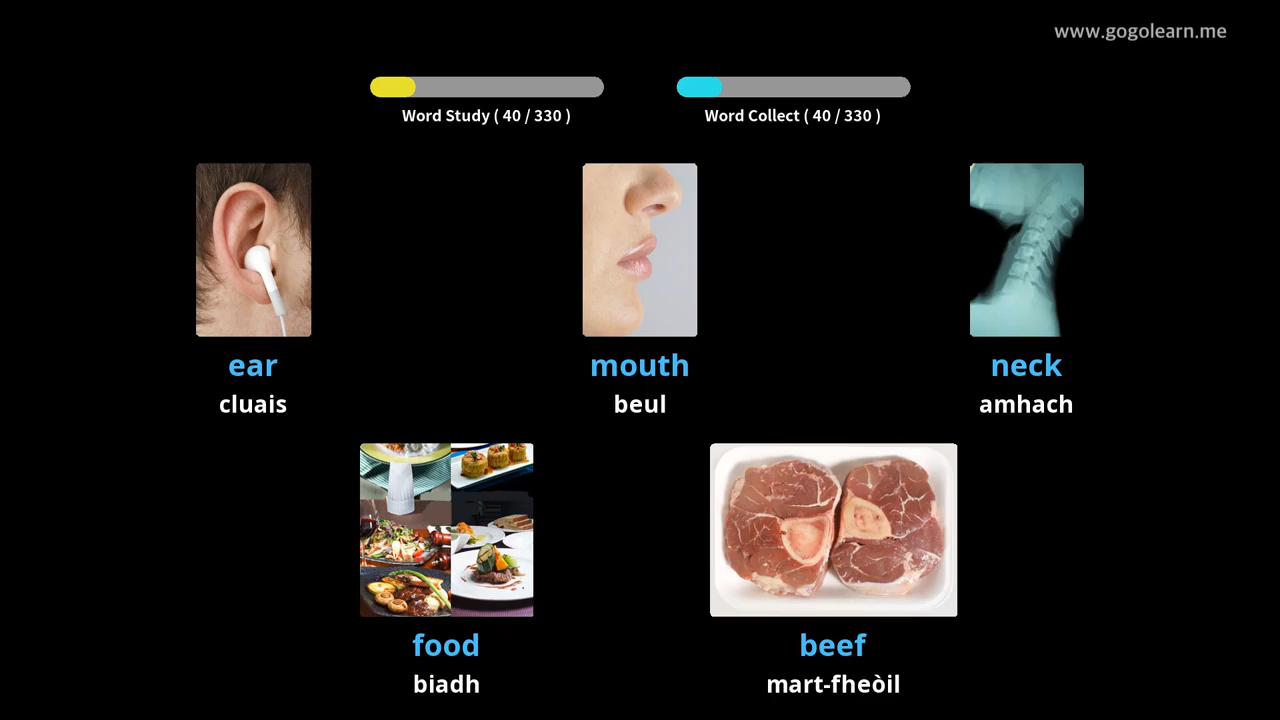 www.gogolearn.me
Word Study ( 40 / 330 )
Word Collect ( 40 / 330 )
ear
cluais
mouth
beul
neck
amhach
food
biadh
beef
mart-fheòil